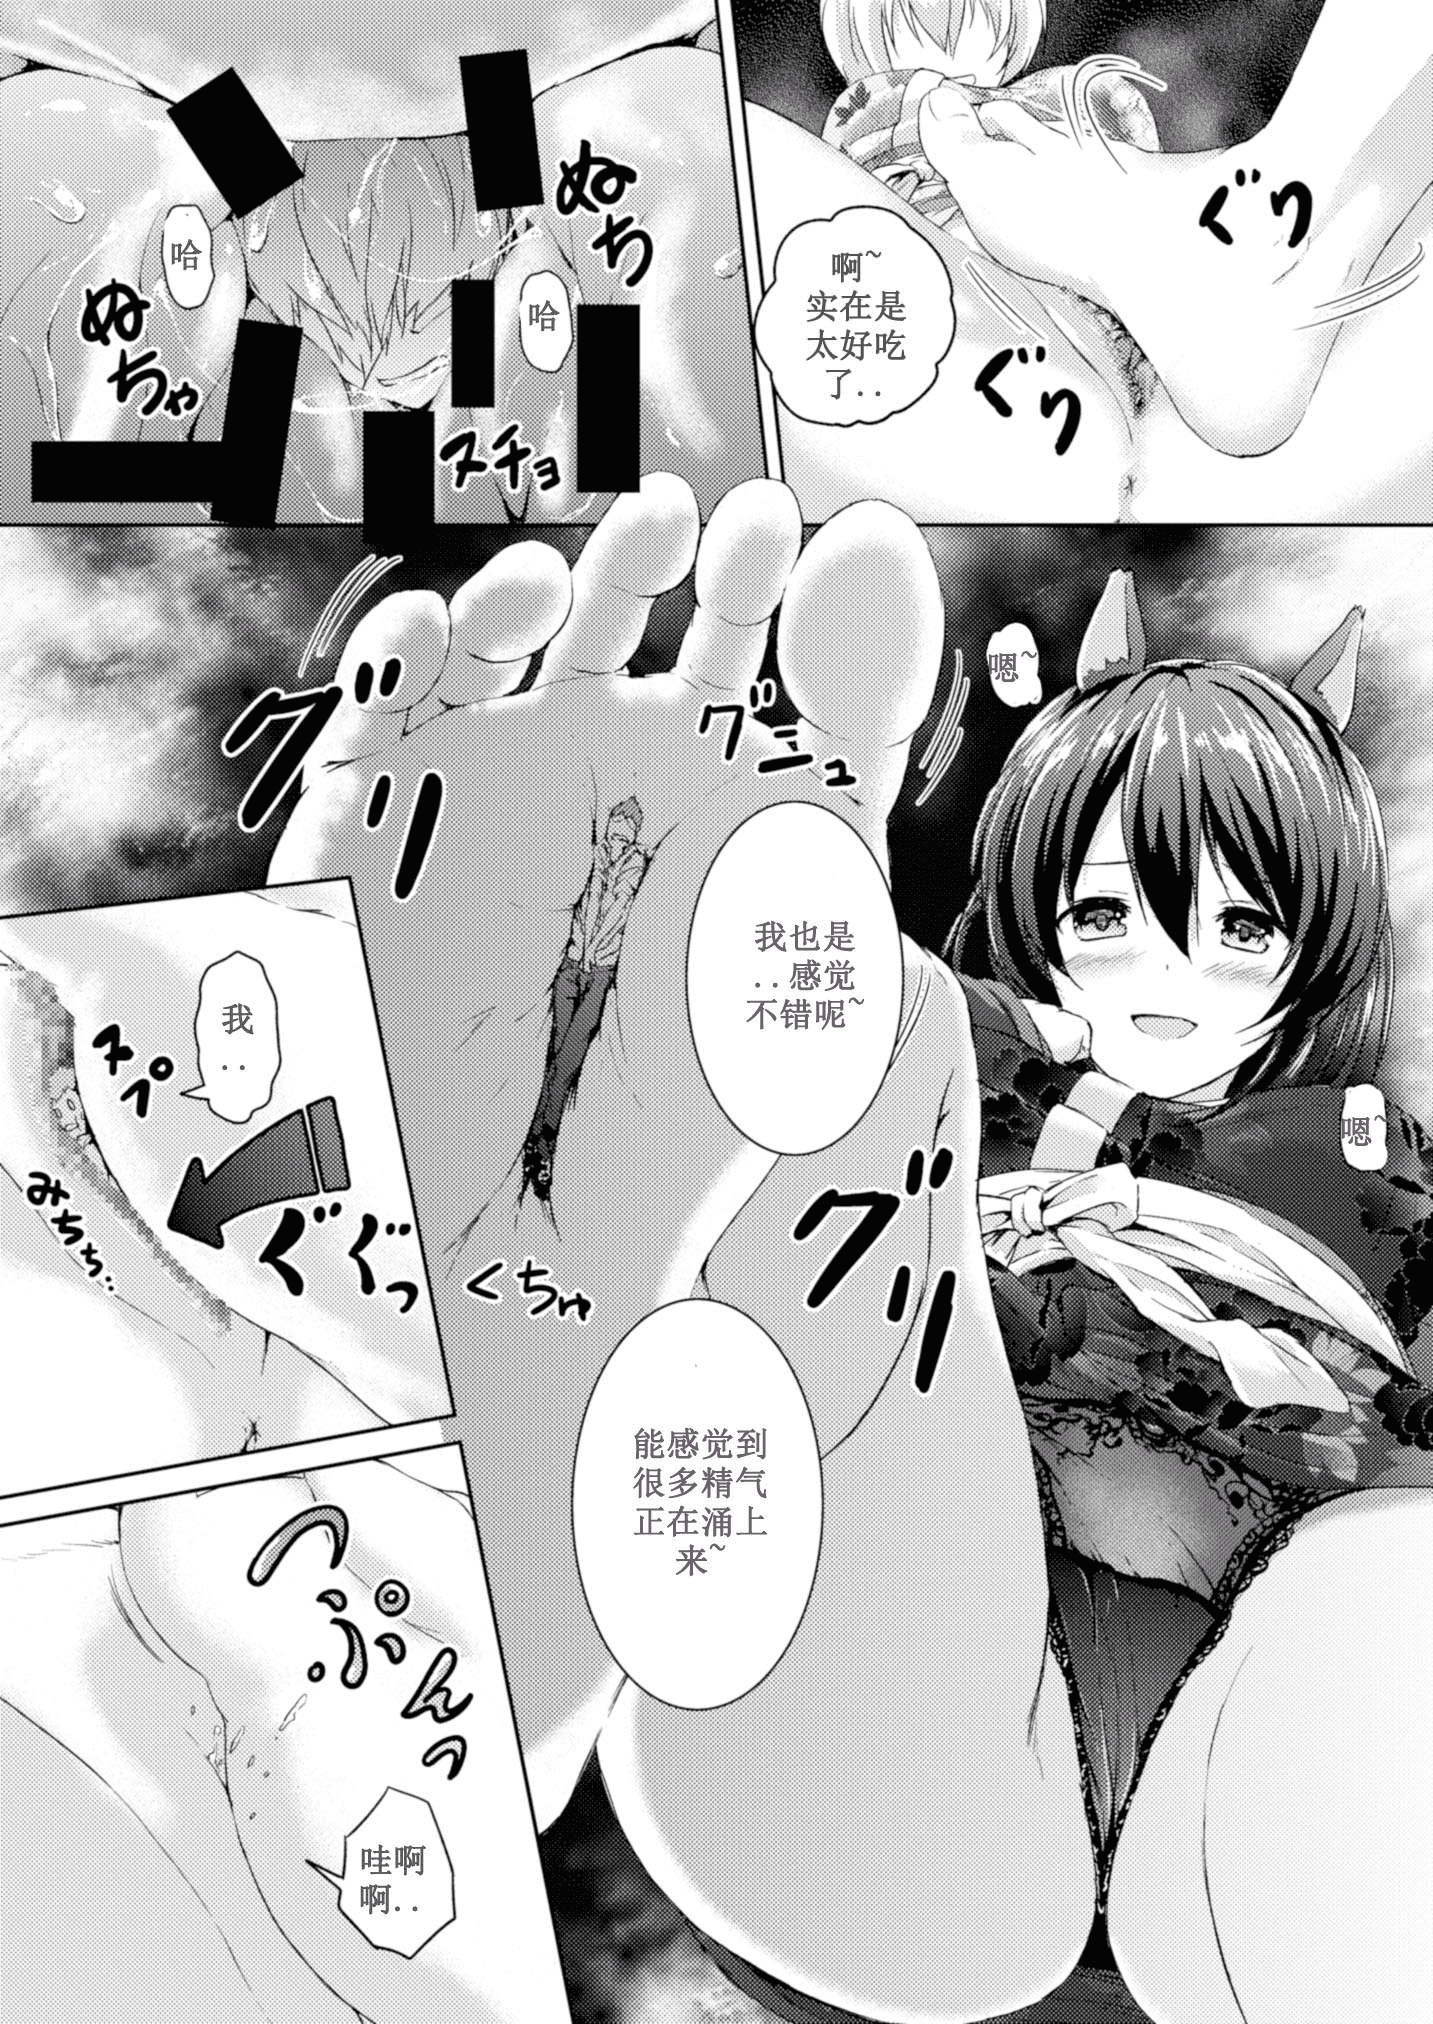 啊~
实在是
太好吃
了..
ぐり
ぐり
哈
哈
ぬち
ぬちゃ
ヌチョ
嗯~
グリ
グミュ
我也是
..感觉
不错呢~
嗯~
グリ
くちゅ
能感觉到
很多精气
正在涌上
来~
我
..
ヌプ
みちち..
ぐぐっ
つぷんっ
哇啊
啊..